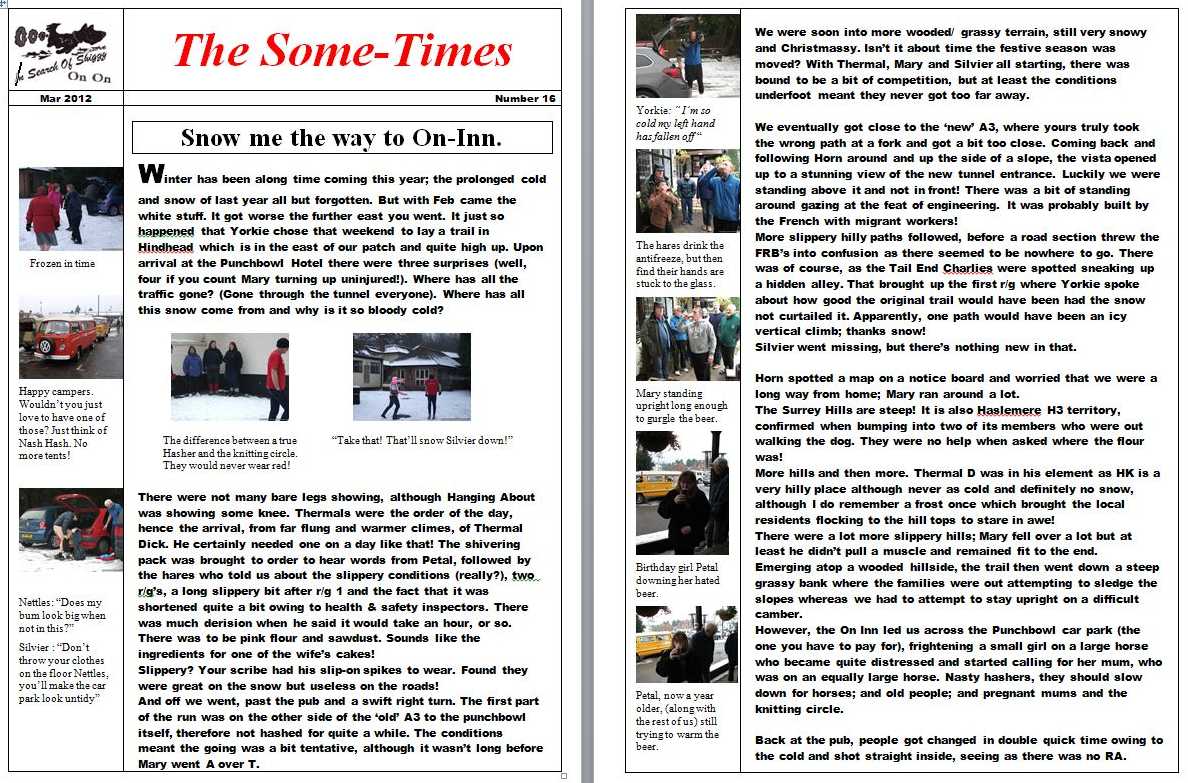 In Search Of Shiggy
On On
The Some-Times
Mar 2012
Number 16
Snow me the way to On-Inn.
Frozen in time
Happy campers.
Wouldn't you just
love to have one of
those? Just think of
Nash Hash. No
more tents!
Nettles: “Does my
bum look big when
not in this?”
Silvier : “Don't
throw your clothes
on the floor Nettles,
you'll make the car
park look untidy”
Winter has been along time coming this year; the prolonged cold
and snow of last year all but forgotten. But with Feb came the
white stuff. It got worse the further east you went. It just so
happened that Yorkie chose that weekend to lay a trail in
Hindhead which is in the east of our patch and quite high up. Upon
arrival at the Punchbowl Hotel there were three surprises (well,
four if you count Mary turning up uninjured!). Where has all the
traffic gone? (Gone through the tunnel everyone). Where has all
this snow come from and why is it so bloody cold?
The difference between a true
Hasher and the knitting circle.
They would never wear red!
“Take that! That'll snow Silvier down!”
There were not many bare legs showing, although Hanging About
was showing some knee. Thermals were the order of the day,
hence the arrival, from far flung and warmer climes, of Thermal
Dick. He certainly needed one on a day like that! The shivering
pack was brought to order to hear words from Petal, followed by
the hares who told us about the slippery conditions (really?), two
r/g's, a long slippery bit after r/g 1 and the fact that it was
shortened quite a bit owing to health & safety inspectors. There
was much derision when he said it would take an hour, or so.
There was to be pink flour and sawdust. Sounds like the
ingredients for one of the wife's cakes!
Slippery? Your scribe had his slip-on spikes to wear. Found they
were great on the snow but useless on the roads!
And off we went, past the pub and a swift right turn. The first part
of the run was on the other side of the ‘old’ A3 to the punchbowl
itself, therefore not hashed for quite a while. The conditions
meant the going was a bit tentative, although it wasn't long before
Mary went A over T.
Yorkie: “I'm so
cold my left hand
has fallen off“
The hares drink the
antifreeze, but then
find their hands are
stuck to the glass.
Mary standing
upright long enough
to gurgle the beer.
Birthday girl Petal
downing her hated
beer.
Petal, now a year
older, (along with
the rest of us) still
trying to warm the
beer.
We were soon into more wooded/ grassy terrain, still very snowy
and Christmassy. Isn't it about time the festive season was
moved? With Thermal, Mary and Silvier all starting, there was
bound to be a bit of competition, but at least the conditions
underfoot meant they never got too far away.
We eventually got close to the ‘new’ A3, where yours truly took
the wrong path at a fork and got a bit too close. Coming back and
following Horn around and up the side of a slope, the vista opened
up to a stunning view of the new tunnel entrance. Luckily we were
standing above it and not in front! There was a bit of standing
around gazing at the feat of engineering. It was probably built by
the French with migrant workers!
More slippery hilly paths followed, before a road section threw the
FRB's into confusion as there seemed to be nowhere to go. There
was of course, as the Tail End Charlies were spotted sneaking up
a hidden alley. That brought up the first r/g where Yorkie spoke
about how good the original trail would have been had the snow
not curtailed it. Apparently, one path would have been an icy
vertical climb; thanks snow!
Silvier went missing, but there's nothing new in that.
Horn spotted a map on a notice board and worried that we were a
long way from home; Mary ran around a lot.
The Surrey Hills are steep! It is also Haslemere H3 territory,
confirmed when bumping into two of its members who were out
walking the dog. They were no help when asked where the flour
was!
More hills and then more. Thermal D was in his element as HK is a
very hilly place although never as cold and definitely no snow,
although I do remember a frost once which brought the local
residents flocking to the hill tops to stare in awe!
There were a lot more slippery hills; Mary fell over a lot but at
least he didn't pull a muscle and remained fit to the end.
Emerging atop a wooded hillside, the trail then went down a steep
grassy bank where the families were out attempting to sledge the
slopes whereas we had to attempt to stay upright on a difficult
camber.
However, the On Inn led us across the Punchbowl car park (the
one you have to pay for), frightening a small girl on a large horse
who became quite distressed and started calling for her mum, who
was on an equally large horse. Nasty hashers, they should slow
down for horses; and old people; and pregnant mums and the
knitting circle.
Back at the pub, people got changed in double quick time owing to
the cold and shot straight inside, seeing as there was no RA.